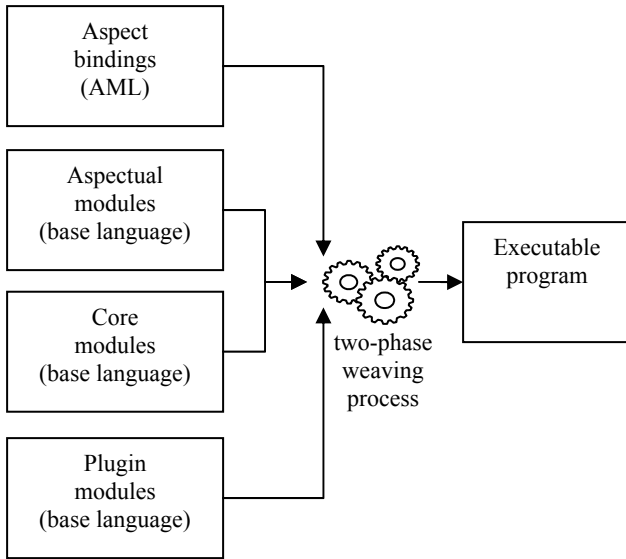 Aspect
bindings
(AML)
Aspectual
modules
(base language)
Core
modules
(base language)
Plugin
modules
(base language)
two-phase
weaving
process
Executable
program